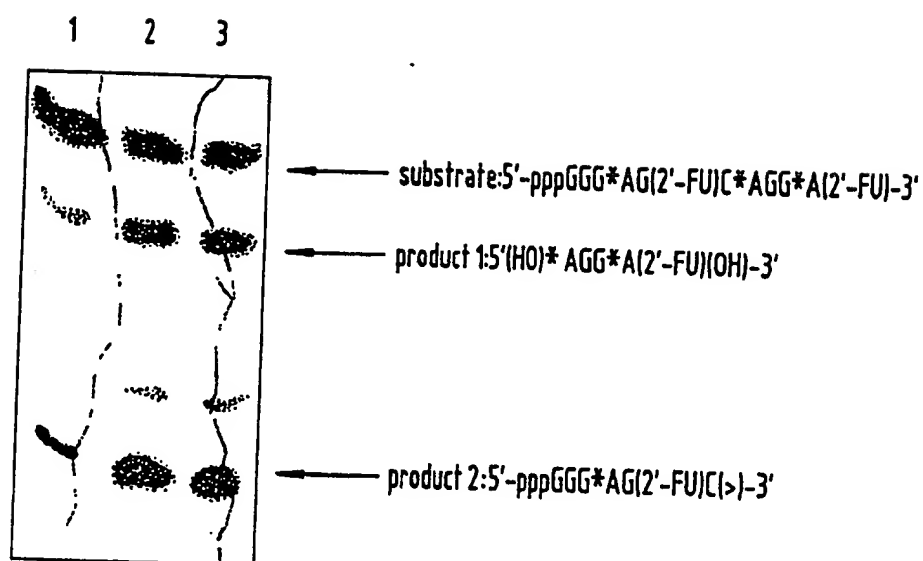 1 2 3
substrate:5'-pppGGG*AG(2'-FU)C*AGG*A(2'-FU)-3'
product 1:5'(HO)* AGG*A(2'-FU)(OH)-3'
product 2:5'-pppGGG*AG(2'-FU)C(>)-3'